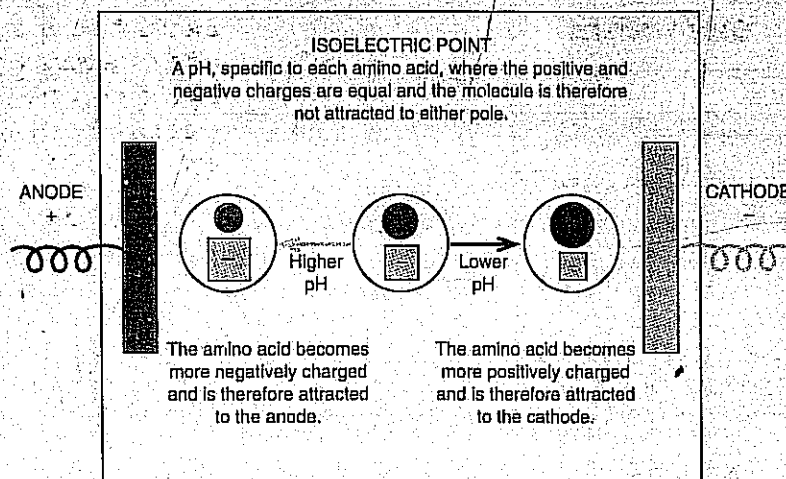 ISOELECTRIC POINT
A pH, specific to each amino acid, where the positive and
negative charges are equal and the molecule is therefore
not attracted to either pole.
ANODE
+
CATHODE
−
−
Higher
pH
Lower
pH
The amino acid becomes
more negatively charged
and is therefore attracted
to the anode.
The amino acid becomes
more positively charged
and is therefore attracted
to the cathode.